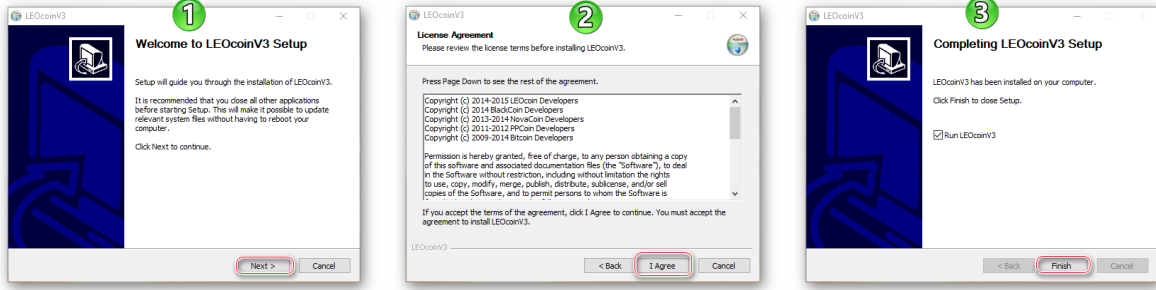 1
LEOcoinV3
Welcome to LEOcoinV3 Setup
Setup will guide you through the installation of LEOcoinV3.
It is recommended that you close all other applications
before starting Setup. This will make it possible to update
relevant system files without having to reboot your
computer.
Click Next to continue.
Next >
Cancel
2
LEOcoinV3
License Agreement
Please review the license terms before installing LEOcoinV3.
Press Page Down to see the rest of the agreement.
Copyright (c) 2014-2015 LEOcoin Developers
Copyright (c) 2014 BlackCoin Developers
Copyright (c) 2013-2014 NovaCoin Developers
Copyright (c) 2011-2012 PPCoin Developers
Copyright (c) 2009-2014 Bitcoin Developers
Permission is hereby granted, free of charge, to any person obtaining a copy
of this software and associated documentation files (the "Software"), to deal
in the Software without restriction, including without limitation the rights
to use, copy, modify, merge, publish, distribute, sublicense, and/or sell
copies of the Software, and to permit persons to whom the Software is
If you accept the terms of the agreement, click I Agree to continue. You must accept the
agreement to install LEOcoinV3.
LEOcoinV3
< Back
I Agree
Cancel
3
LEOcoinV3
Completing LEOcoinV3 Setup
LEOcoinV3 has been installed on your computer.
Click Finish to close Setup.
Run LEOcoinV3
< Back
Finish
Cancel